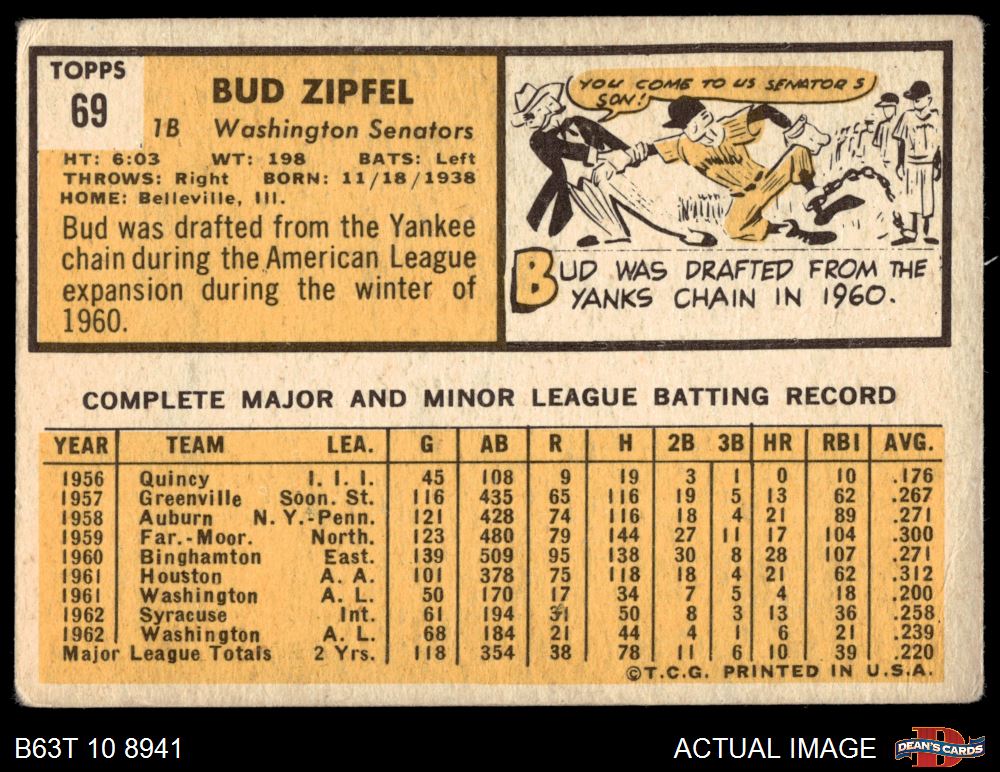 TOPPS
69
BUD ZIPFEL
1B Washington Senators
HT: 6:03 WT: 198 BATS: Left
THROWS: Right BORN: 11/18/1938
HOME: Belleville, Ill.
Bud was drafted from the Yankee
chain during the American League
expansion during the winter of
1960.
YOU COME TO US SENATORS
SON!
BUD WAS DRAFTED FROM THE
YANKS CHAIN IN 1960.
COMPLETE MAJOR AND MINOR LEAGUE BATTING RECORD
YEAR TEAM LEA. G AB R H 2B 3B HR RBI AVG.
1956 Quincy I. I. I. 45 108 9 19 3 1 0 10 .176
1957 Greenville Soon. St. 116 435 65 116 19 5 13 62 .267
1958 Auburn N. Y.-Penn. 121 428 74 116 18 4 21 89 .271
1959 Far.-Moor. North. 123 480 79 144 27 11 17 104 .300
1960 Binghamton East. 139 509 95 138 30 8 28 107 .271
1961 Houston A. A. 101 378 75 118 18 4 21 62 .312
1961 Washington A. L. 50 170 17 34 7 5 4 18 .200
1962 Syracuse Int. 61 194 31 50 8 3 13 36 .258
1962 Washington A. L. 68 184 21 44 4 1 6 21 .239
Major League Totals 2 Yrs. 118 354 38 78 11 6 10 39 .220
©T.C.G. PRINTED IN U.S.A.
B63T 10 8941
ACTUAL IMAGE
D
DEAN'S CARDS